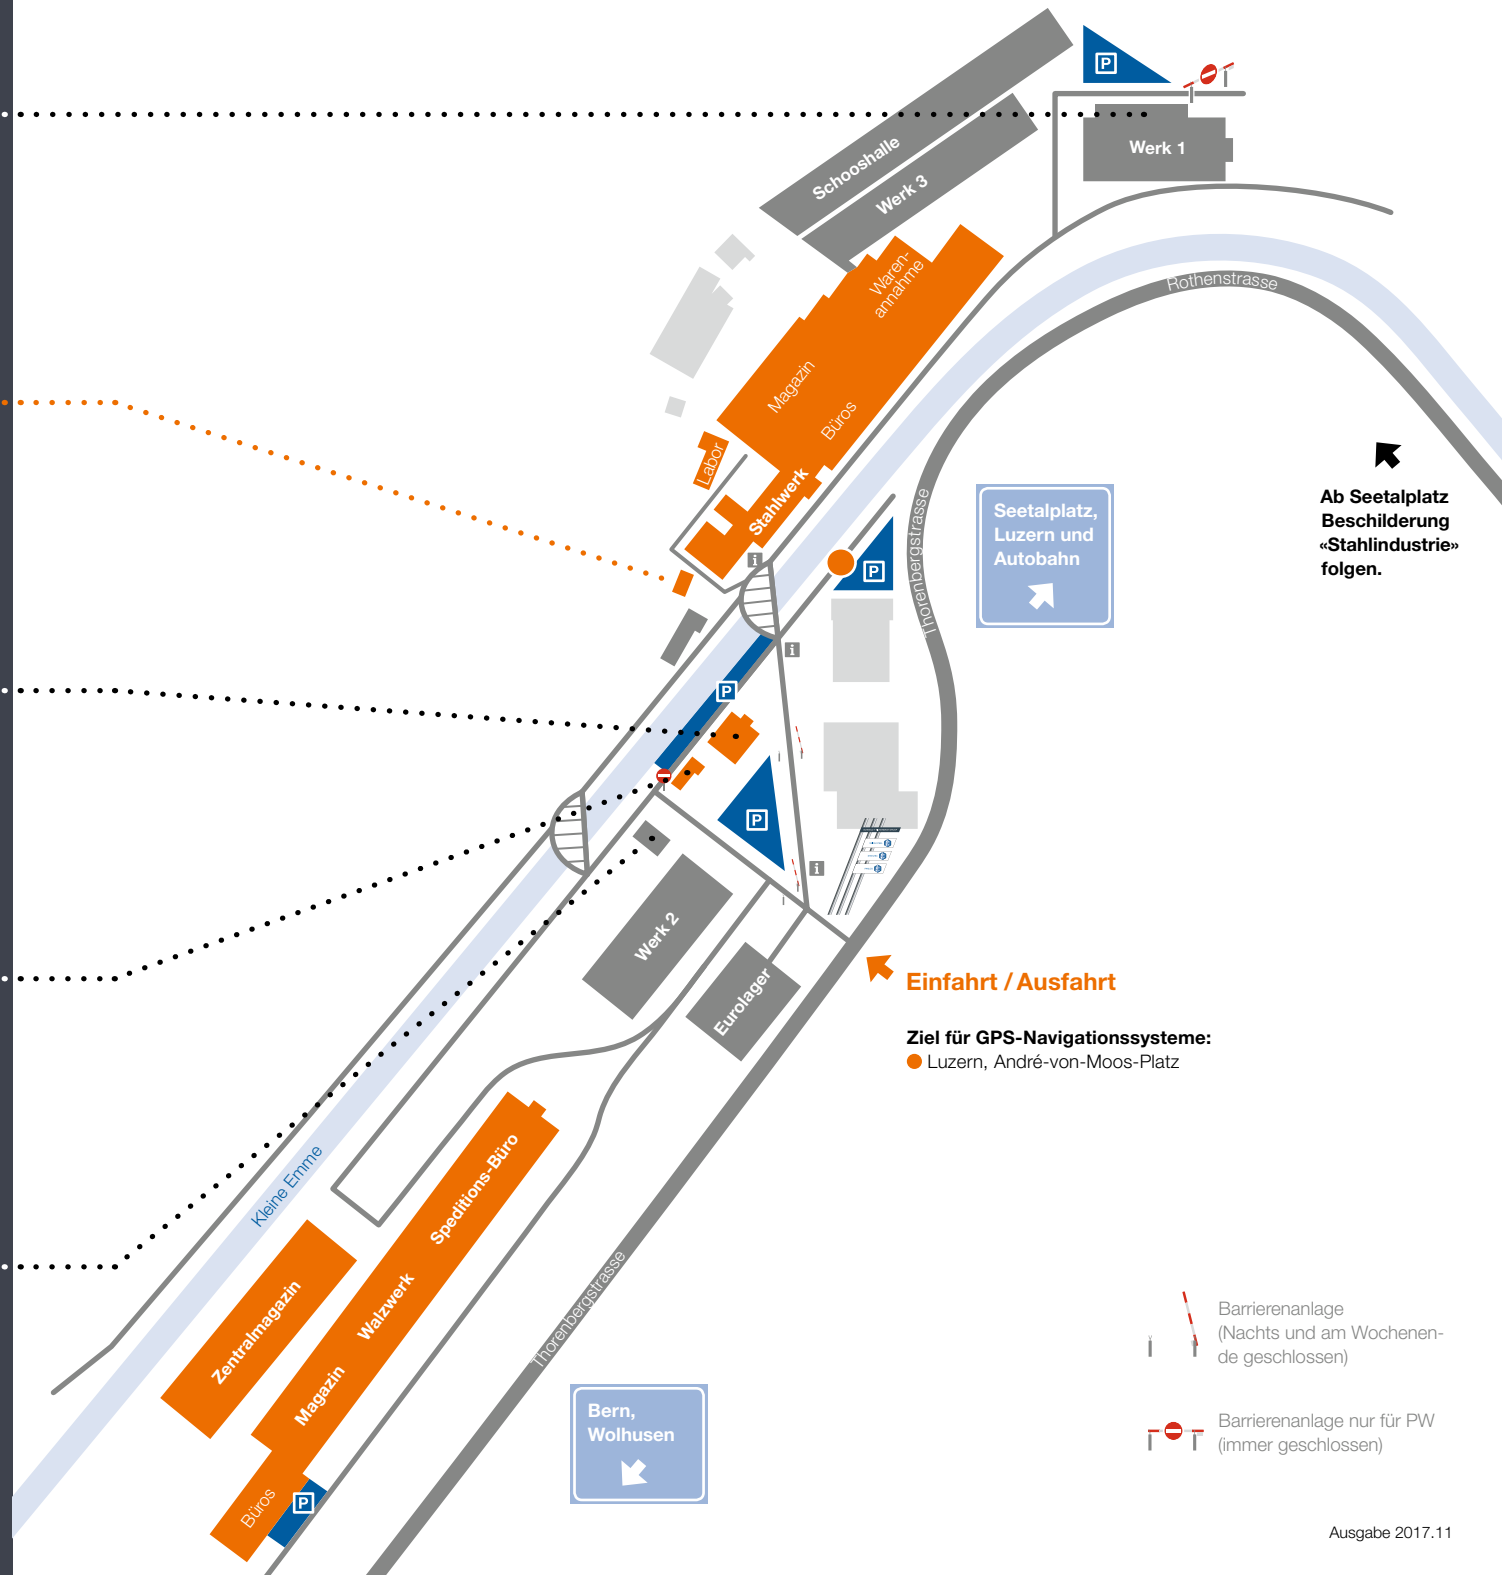 P
Werk 1
Schooshalle
Werk 3
Waren-
annahme
Rothenstrasse
Magazin
Büros
Labor
Stahlwerk
Ab Seetalplatz
Beschilderung
«Stahlindustrie»
folgen.
Seetalplatz,
Luzern und
Autobahn
Thorenbergstrasse
i
P
i
P
P
i
Werk 2
Eurolager
Einfahrt / Ausfahrt
Ziel für GPS-Navigationssysteme:
Luzern, André-von-Moos-Platz
Kleine Emme
Speditions-Büro
Walzwerk
Magazin
Zentralmagazin
Thorenbergstrasse
Büros
P
Bern,
Wolhusen
Barrierenanlage
(Nachts und am Wochenen-
de geschlossen)
Barrierenanlage nur für PW
(immer geschlossen)
Ausgabe 2017.11